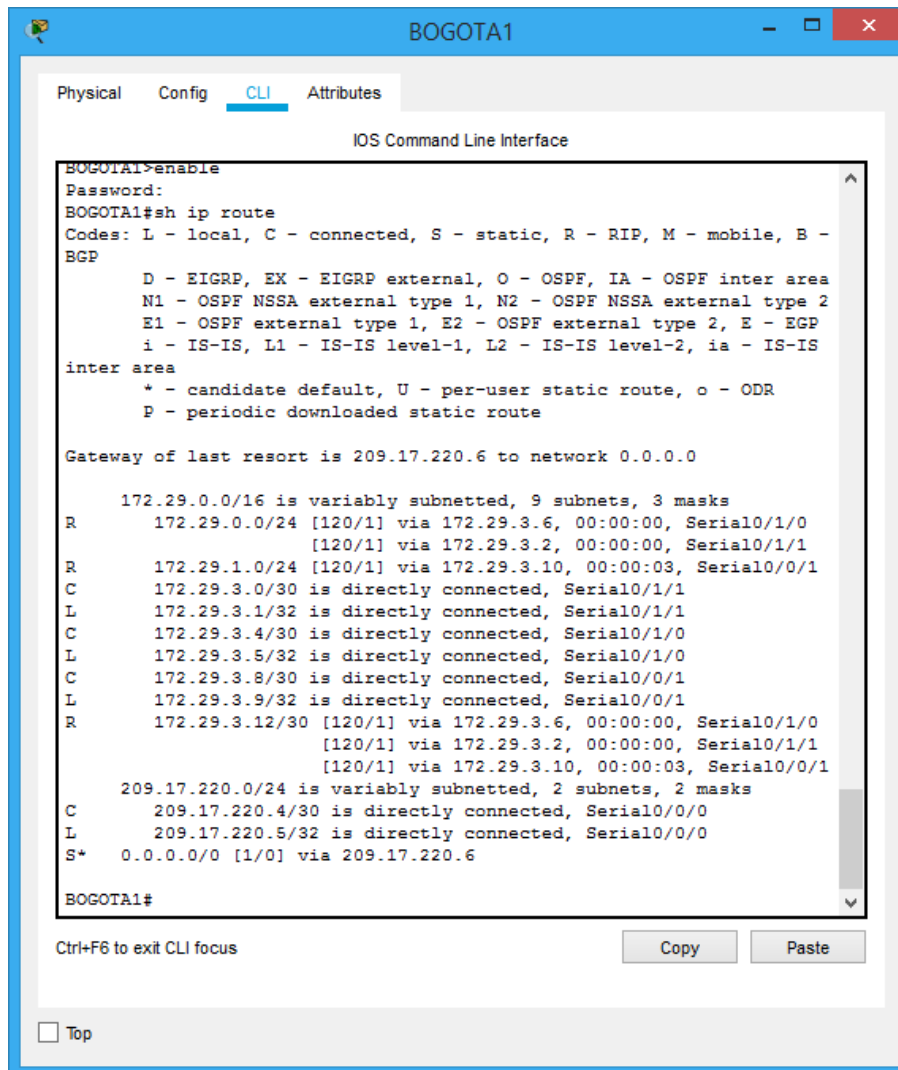 BOGOTA1
Physical Config CLI Attributes
IOS Command Line Interface
BOGOTA1>enable
Password:
BOGOTA1#sh ip route
Codes: L - local, C - connected, S - static, R - RIP, M - mobile, B -
BGP
D - EIGRP, EX - EIGRP external, O - OSPF, IA - OSPF inter area
N1 - OSPF NSSA external type 1, N2 - OSPF NSSA external type 2
E1 - OSPF external type 1, E2 - OSPF external type 2, E - EGP
i - IS-IS, L1 - IS-IS level-1, L2 - IS-IS level-2, ia - IS-IS
inter area
* - candidate default, U - per-user static route, o - ODR
P - periodic downloaded static route
Gateway of last resort is 209.17.220.6 to network 0.0.0.0
172.29.0.0/16 is variably subnetted, 9 subnets, 3 masks
R 172.29.0.0/24 [120/1] via 172.29.3.6, 00:00:00, Serial0/1/0
[120/1] via 172.29.3.2, 00:00:00, Serial0/1/1
R 172.29.1.0/24 [120/1] via 172.29.3.10, 00:00:03, Serial0/0/1
C 172.29.3.0/30 is directly connected, Serial0/1/1
L 172.29.3.1/32 is directly connected, Serial0/1/1
C 172.29.3.4/30 is directly connected, Serial0/1/0
L 172.29.3.5/32 is directly connected, Serial0/1/0
C 172.29.3.8/30 is directly connected, Serial0/0/1
L 172.29.3.9/32 is directly connected, Serial0/0/1
R 172.29.3.12/30 [120/1] via 172.29.3.6, 00:00:00, Serial0/1/0
[120/1] via 172.29.3.2, 00:00:00, Serial0/1/1
[120/1] via 172.29.3.10, 00:00:03, Serial0/0/1
209.17.220.0/24 is variably subnetted, 2 subnets, 2 masks
C 209.17.220.4/30 is directly connected, Serial0/0/0
L 209.17.220.5/32 is directly connected, Serial0/0/0
S* 0.0.0.0/0 [1/0] via 209.17.220.6
BOGOTA1#
Ctrl+F6 to exit CLI focus Copy Paste
Top